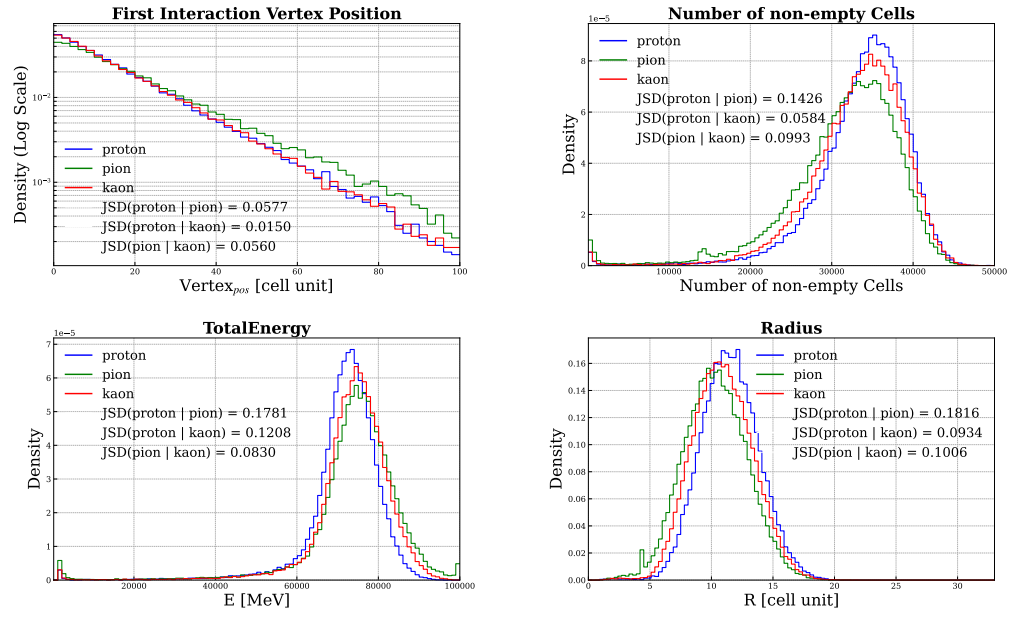 First Interaction Vertex Position
Density (Log Scale)
10⁻²
10⁻³
proton
pion
kaon
JSD(proton | pion) = 0.0577
JSD(proton | kaon) = 0.0150
JSD(pion | kaon) = 0.0560
0 20 40 60 80 100
Vertexₚₒₛ [cell unit]
Number of non-empty Cells
1e−5
Density
8
6
4
2
0
proton
pion
kaon
JSD(proton | pion) = 0.1426
JSD(proton | kaon) = 0.0584
JSD(pion | kaon) = 0.0993
10000 20000 30000 40000 50000
Number of non-empty Cells
TotalEnergy
1e−5
Density
7
6
5
4
3
2
1
0
proton
pion
kaon
JSD(proton | pion) = 0.1781
JSD(proton | kaon) = 0.1208
JSD(pion | kaon) = 0.0830
20000 40000 60000 80000 100000
E [MeV]
Radius
Density
0.16
0.14
0.12
0.10
0.08
0.06
0.04
0.02
0.00
proton
pion
kaon
JSD(proton | pion) = 0.1816
JSD(proton | kaon) = 0.0934
JSD(pion | kaon) = 0.1006
0 5 10 15 20 25 30
R [cell unit]